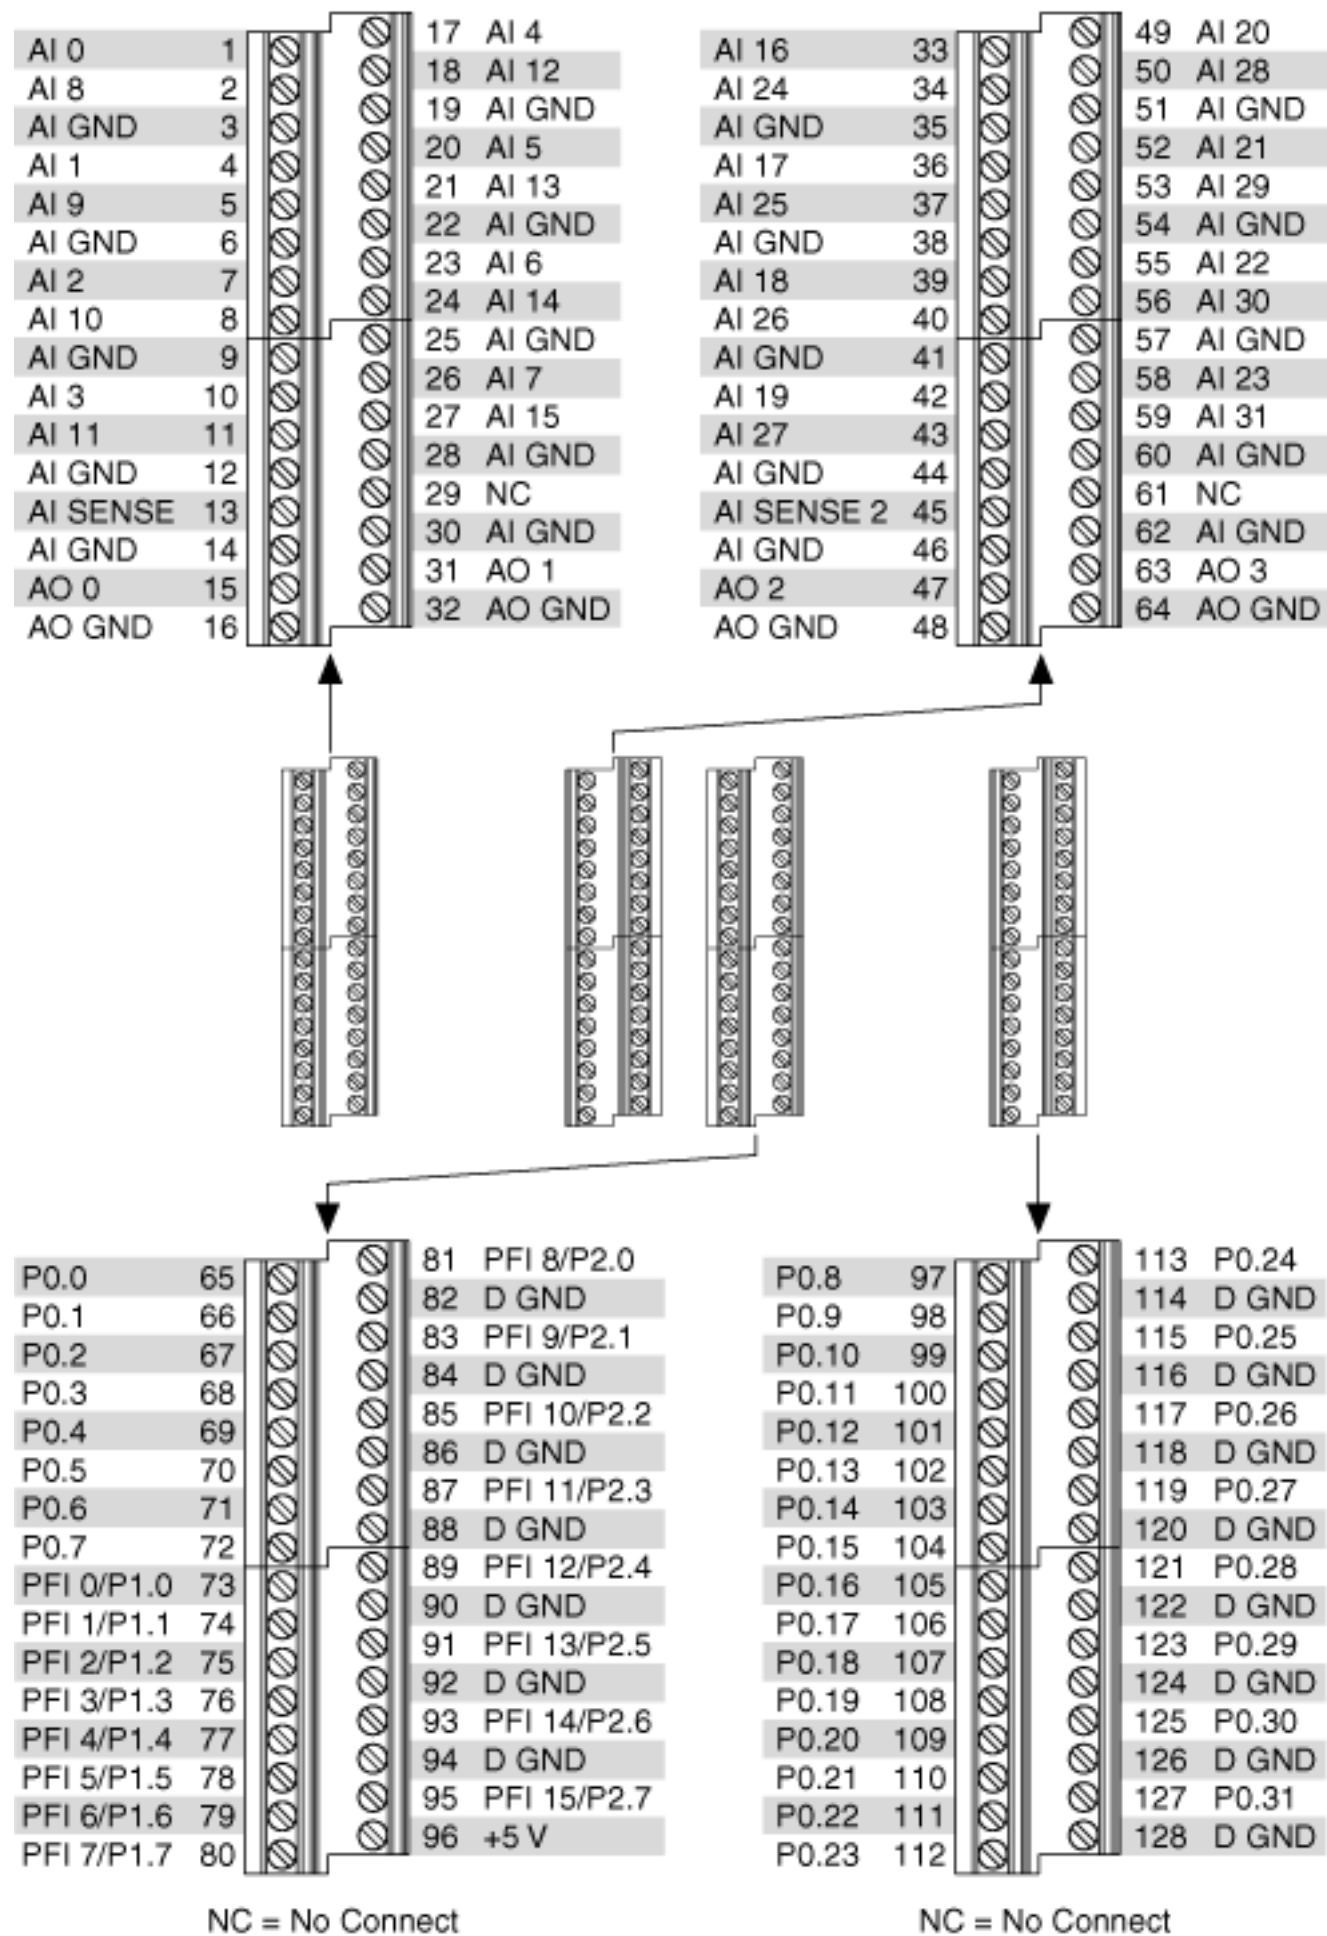 AI 0 1
AI 8 2
AI GND 3
AI 1 4
AI 9 5
AI GND 6
AI 2 7
AI 10 8
AI GND 9
AI 3 10
AI 11 11
AI GND 12
AI SENSE 13
AI GND 14
AO 0 15
AO GND 16
17 AI 4
18 AI 12
19 AI GND
20 AI 5
21 AI 13
22 AI GND
23 AI 6
24 AI 14
25 AI GND
26 AI 7
27 AI 15
28 AI GND
29 NC
30 AI GND
31 AO 1
32 AO GND
AI 16 33
AI 24 34
AI GND 35
AI 17 36
AI 25 37
AI GND 38
AI 18 39
AI 26 40
AI GND 41
AI 19 42
AI 27 43
AI GND 44
AI SENSE 2 45
AI GND 46
AO 2 47
AO GND 48
49 AI 20
50 AI 28
51 AI GND
52 AI 21
53 AI 29
54 AI GND
55 AI 22
56 AI 30
57 AI GND
58 AI 23
59 AI 31
60 AI GND
61 NC
62 AI GND
63 AO 3
64 AO GND
P0.0 65
P0.1 66
P0.2 67
P0.3 68
P0.4 69
P0.5 70
P0.6 71
P0.7 72
PFI 0/P1.0 73
PFI 1/P1.1 74
PFI 2/P1.2 75
PFI 3/P1.3 76
PFI 4/P1.4 77
PFI 5/P1.5 78
PFI 6/P1.6 79
PFI 7/P1.7 80
81 PFI 8/P2.0
82 D GND
83 PFI 9/P2.1
84 D GND
85 PFI 10/P2.2
86 D GND
87 PFI 11/P2.3
88 D GND
89 PFI 12/P2.4
90 D GND
91 PFI 13/P2.5
92 D GND
93 PFI 14/P2.6
94 D GND
95 PFI 15/P2.7
96 +5 V
NC = No Connect
P0.8 97
P0.9 98
P0.10 99
P0.11 100
P0.12 101
P0.13 102
P0.14 103
P0.15 104
P0.16 105
P0.17 106
P0.18 107
P0.19 108
P0.20 109
P0.21 110
P0.22 111
P0.23 112
113 P0.24
114 D GND
115 P0.25
116 D GND
117 P0.26
118 D GND
119 P0.27
120 D GND
121 P0.28
122 D GND
123 P0.29
124 D GND
125 P0.30
126 D GND
127 P0.31
128 D GND
NC = No Connect